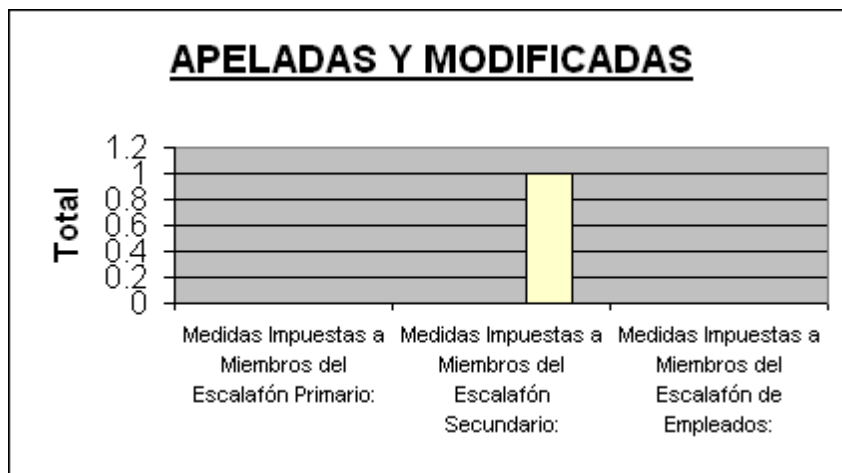 APELADAS Y MODIFICADAS
Total
1.2
1
0.8
0.6
0.4
0.2
0
Medidas Impuestas a
Miembros del
Escalafón Primario:
Medidas Impuestas a
Miembros del
Escalafón
Secundario:
Medidas Impuestas a
Miembros del
Escalafón de
Empleados: